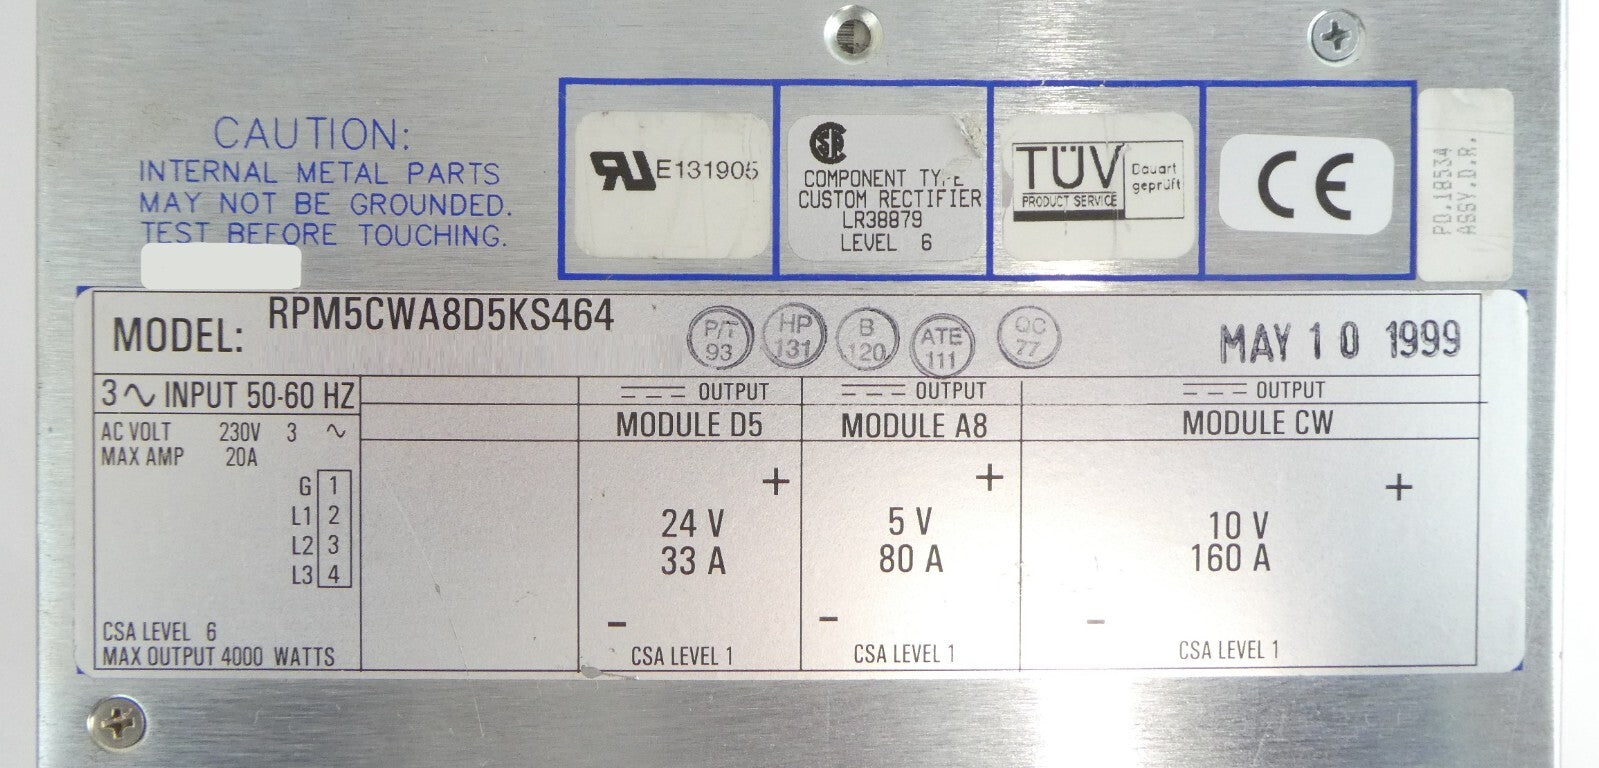 CAUTION:
INTERNAL METAL PARTS
MAY NOT BE GROUNDED.
TEST BEFORE TOUCHING.
RU E131905
SA
COMPONENT TYPE
CUSTOM RECTIFIER
LR38879
LEVEL 6
TÜV
PRODUCT SERVICE
Bauart
geprüft
CE
PO.18534
ASSY.D.R.
MODEL: RPM5CWA8D5KS464
P/T
93
HP
131
B
120
ATE
111
QC
77
MAY 10 1999
3 ∿ INPUT 50-60 HZ
AC VOLT 230V 3 ∿
MAX AMP 20A
G 1
L1 2
L2 3
L3 4
CSA LEVEL 6
MAX OUTPUT 4000 WATTS
OUTPUT
MODULE D5
+
24 V
33 A
–
CSA LEVEL 1
OUTPUT
MODULE A8
+
5 V
80 A
–
CSA LEVEL 1
OUTPUT
MODULE CW
+
10 V
160 A
–
CSA LEVEL 1